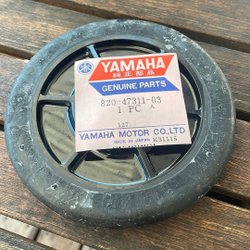 YAMAHA
純正部品
GENUINE PARTS
820-47311-03
1 PC A
127
YAMAHA MOTOR CO.,LTD
MADE IN JAPAN